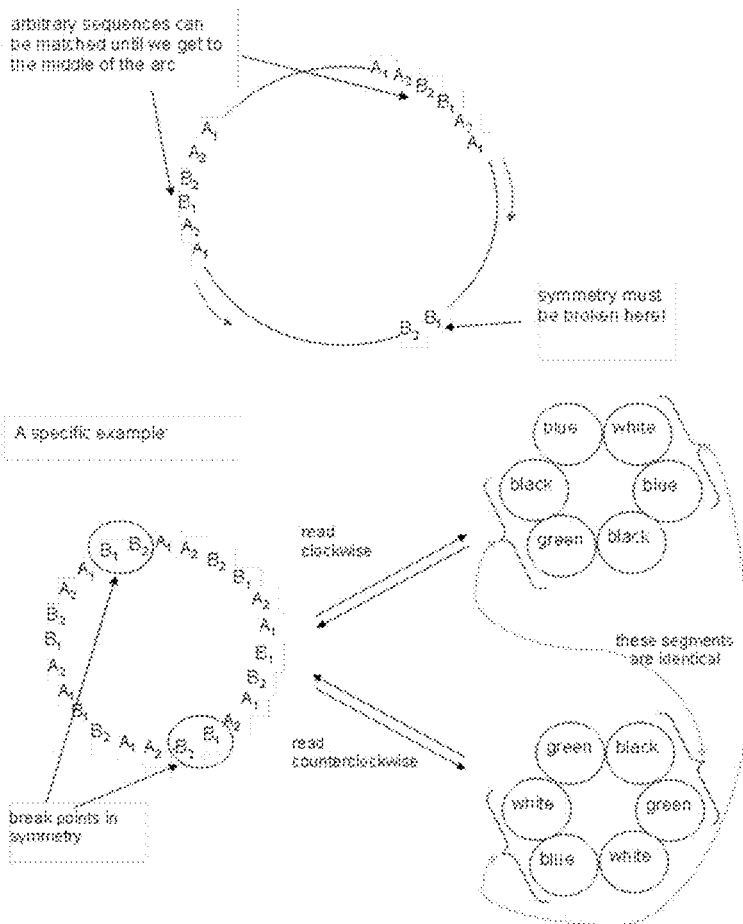 arbitrary sequences can
be matched until we get to
the middle of the arc
A₁ A₂ B₂ B₁ A₂ A₁
A₁
A₂
B₂
B₁
A₂
A₁
symmetry must
be broken here!
B₂ B₁
A specific example:
blue white
black blue
green black
read
clockwise
B₁ B₂ A₁ A₂ B₂ B₁ A₂ A₁ B₁ B₂ A₁ A₂ B₁ B₂ A₂ A₁ B₂ B₁ A₁ A₂ B₁ B₂ A₂ A₁
these segments
are identical
read
counterclockwise
green black
white green
blue white
break points in
symmetry